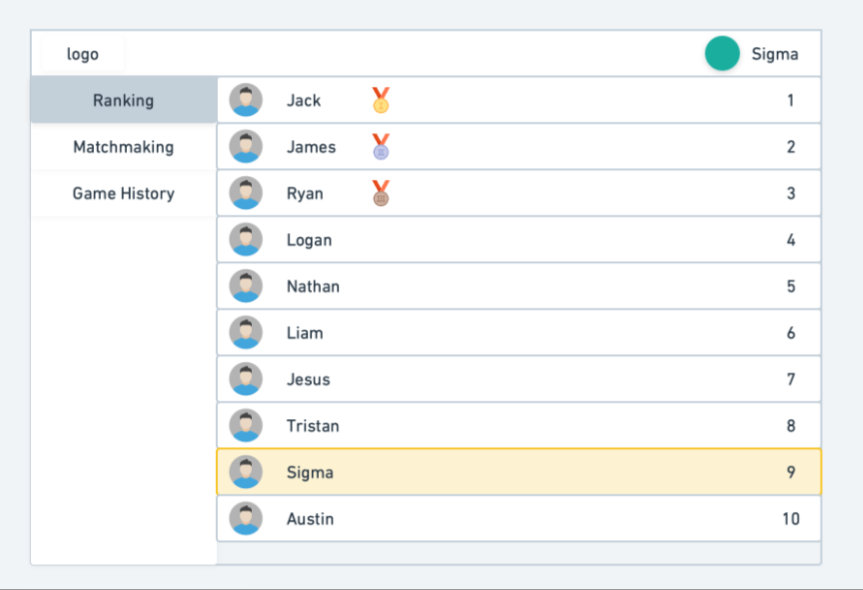 logo Sigma
Ranking Jack 1
Matchmaking James 2
Game History Ryan 3
Logan 4
Nathan 5
Liam 6
Jesus 7
Tristan 8
Sigma 9
Austin 10